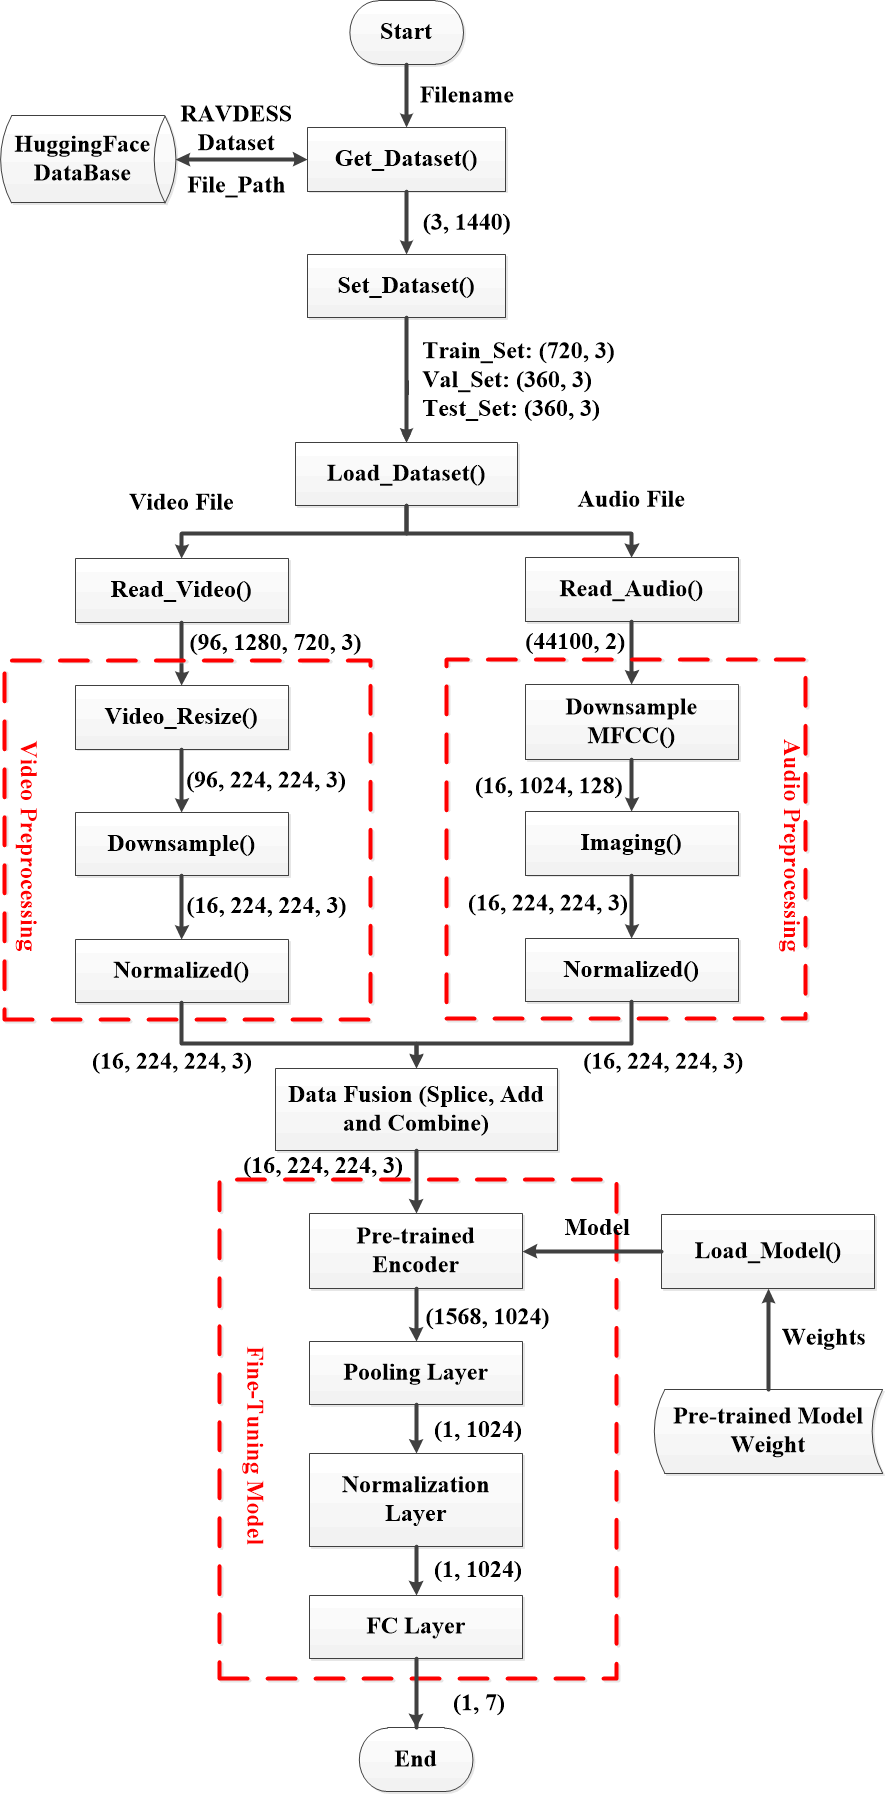 Start
Filename
RAVDESS
Dataset
HuggingFace
DataBase
File_Path
Get_Dataset()
(3, 1440)
Set_Dataset()
Train_Set: (720, 3)
Val_Set: (360, 3)
Test_Set: (360, 3)
Load_Dataset()
Video File
Audio File
Read_Video()
Read_Audio()
(96, 1280, 720, 3)
(44100, 2)
Video Preprocessing
Video_Resize()
(96, 224, 224, 3)
Downsample()
(16, 224, 224, 3)
Normalized()
Audio Preprocessing
Downsample
MFCC()
(16, 1024, 128)
Imaging()
(16, 224, 224, 3)
Normalized()
(16, 224, 224, 3)
(16, 224, 224, 3)
Data Fusion (Splice, Add
and Combine)
(16, 224, 224, 3)
Fine-Tuning Model
Pre-trained
Encoder
Model
Load_Model()
Weights
Pre-trained Model
Weight
(1568, 1024)
Pooling Layer
(1, 1024)
Normalization
Layer
(1, 1024)
FC Layer
(1, 7)
End